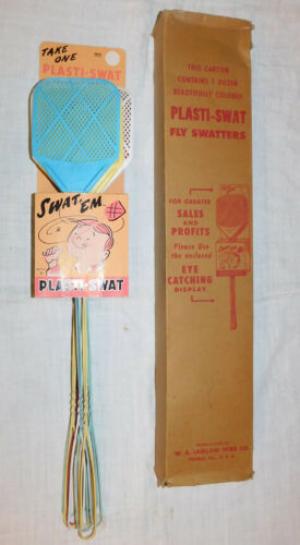 TAKE
ONE
PLASTI-SWAT
SWAT 'EM
PLASTI-SWAT
THIS CARTON
CONTAINS 1 DOZEN
BEAUTIFULLY COLORED
PLASTI-SWAT
FLY SWATTERS
FOR GREATER
SALES
AND
PROFITS
Please Use
the enclosed
EYE
CATCHING
DISPLAY